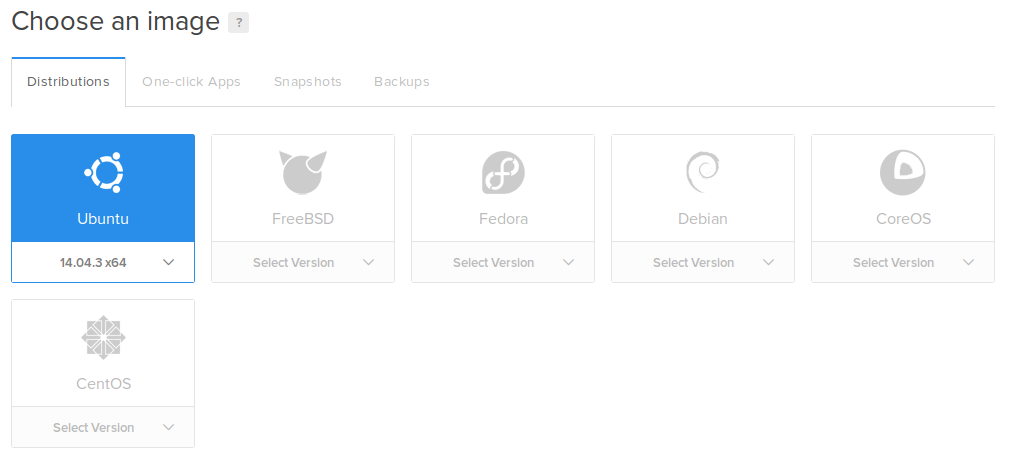 Choose an image ?
Distributions One-click Apps Snapshots Backups
Ubuntu FreeBSD Fedora Debian CoreOS
14.04.3 x64 Select Version Select Version Select Version Select Version
CentOS
Select Version